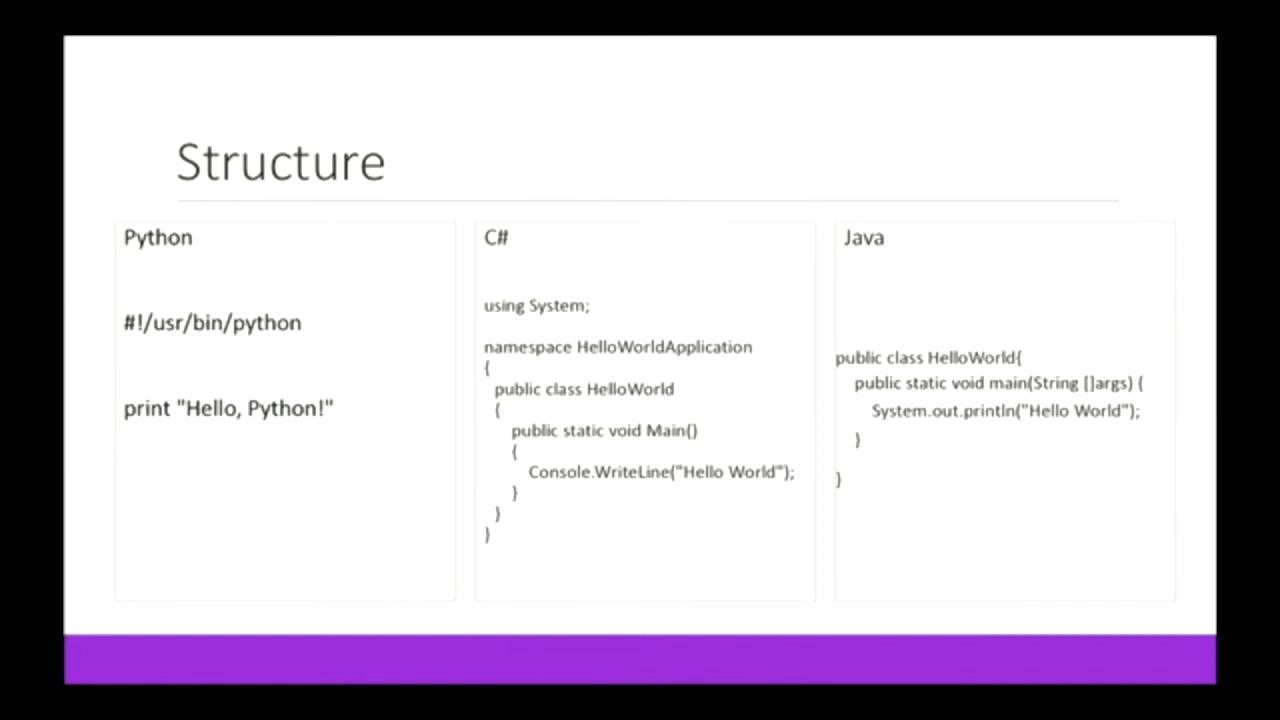 Structure
Python
#!/usr/bin/python
print "Hello, Python!"
C#
using System;
namespace HelloWorldApplication
{
public class HelloWorld
{
public static void Main()
{
Console.WriteLine("Hello World");
}
}
}
Java
public class HelloWorld{
public static void main(String []args) {
System.out.println("Hello World");
}
}